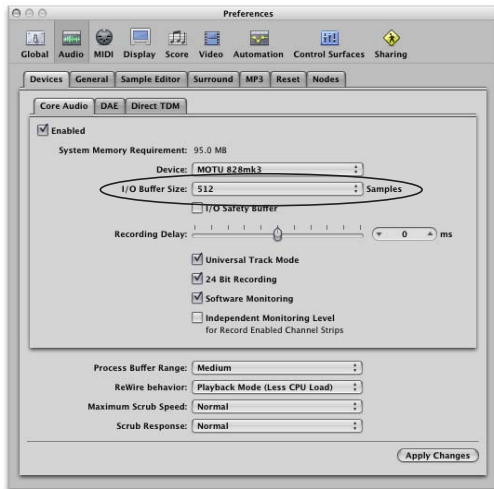 Preferences
Global Audio MIDI Display Score Video Automation Control Surfaces Sharing
Devices General Sample Editor Surround MP3 Reset Nodes
Core Audio DAE Direct TDM
Enabled
System Memory Requirement: 95.0 MB
Device: MOTU 828mk3
I/O Buffer Size: 512 Samples
I/O Safety Buffer
Recording Delay: 0 ms
Universal Track Mode
24 Bit Recording
Software Monitoring
Independent Monitoring Level
for Record Enabled Channel Strips
Process Buffer Range: Medium
ReWire behavior: Playback Mode (Less CPU Load)
Maximum Scrub Speed: Normal
Scrub Response: Normal
Apply Changes